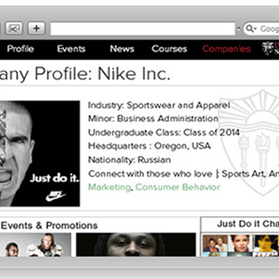 Googl
Profile Events News Courses Companies
any Profile: Nike Inc.
Industry: Sportswear and Apparel
Minor: Business Administration
Undergraduate Class: Class of 2014
Headquarters : Oregon, USA
Nationality: Russian
Connect with those who love |: Sports Art, An
Marketing, Consumer Behavior
Just do it.
Events & Promotions
Just Do it Cha